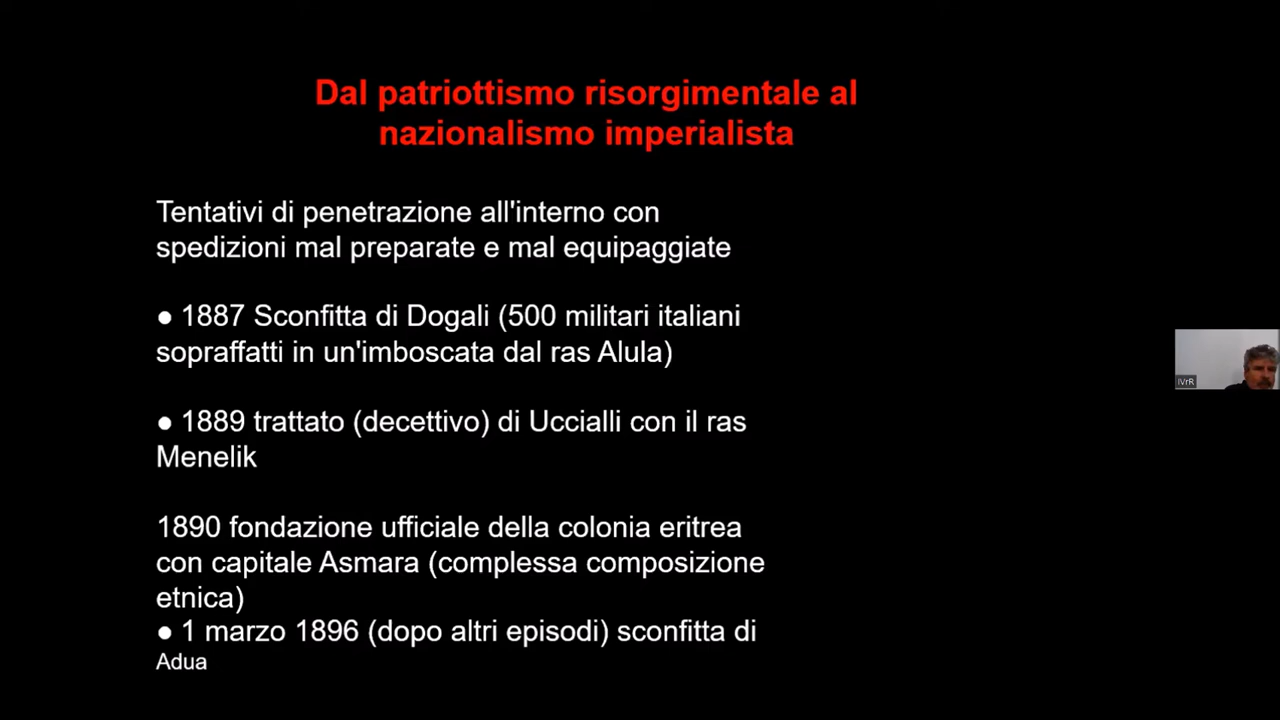 Dal patriottismo risorgimentale al
nazionalismo imperialista
Tentativi di penetrazione all'interno con
spedizioni mal preparate e mal equipaggiate
● 1887 Sconfitta di Dogali (500 militari italiani
sopraffatti in un'imboscata dal ras Alula)
● 1889 trattato (decettivo) di Uccialli con il ras
Menelik
1890 fondazione ufficiale della colonia eritrea
con capitale Asmara (complessa composizione
etnica)
● 1 marzo 1896 (dopo altri episodi) sconfitta di
Adua
IVrR